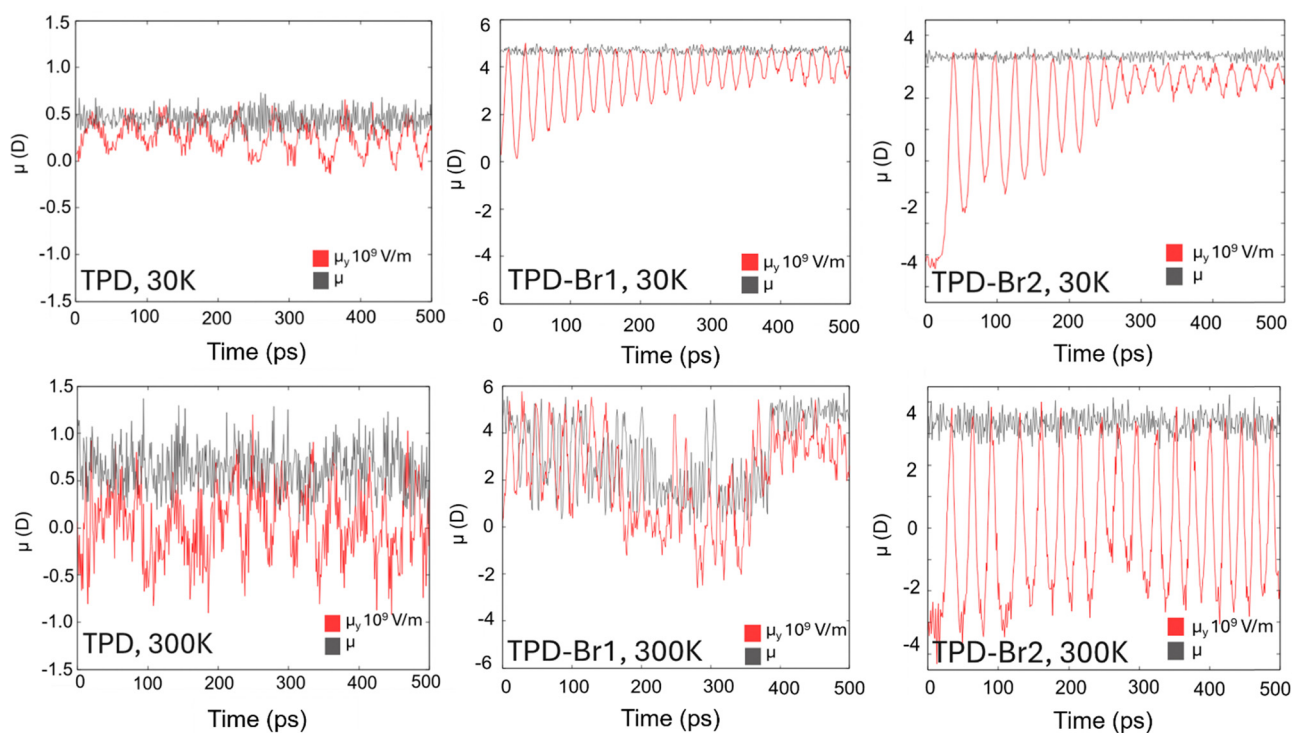 1.5
1.0
0.5
0.0
-0.5
-1.0
-1.5
μ (D)
0 100 200 300 400 500
Time (ps)
TPD, 30K
μy 10⁹ V/m
μ
6
4
2
0
-2
-4
-6
μ (D)
0 100 200 300 400 500
Time (ps)
TPD-Br1, 30K
μy 10⁹ V/m
μ
4
2
0
-2
-4
μ (D)
0 100 200 300 400 500
Time (ps)
TPD-Br2, 30K
μy 10⁹ V/m
μ
1.5
1.0
0.5
0.0
-0.5
-1.0
-1.5
μ (D)
0 100 200 300 400 500
Time (ps)
TPD, 300K
μy 10⁹ V/m
μ
6
4
2
0
-2
-4
-6
μ (D)
0 100 200 300 400 500
Time (ps)
TPD-Br1, 300K
μy 10⁹ V/m
μ
4
2
0
-2
-4
μ (D)
0 100 200 300 400 500
Time (ps)
TPD-Br2, 300K
μy 10⁹ V/m
μ